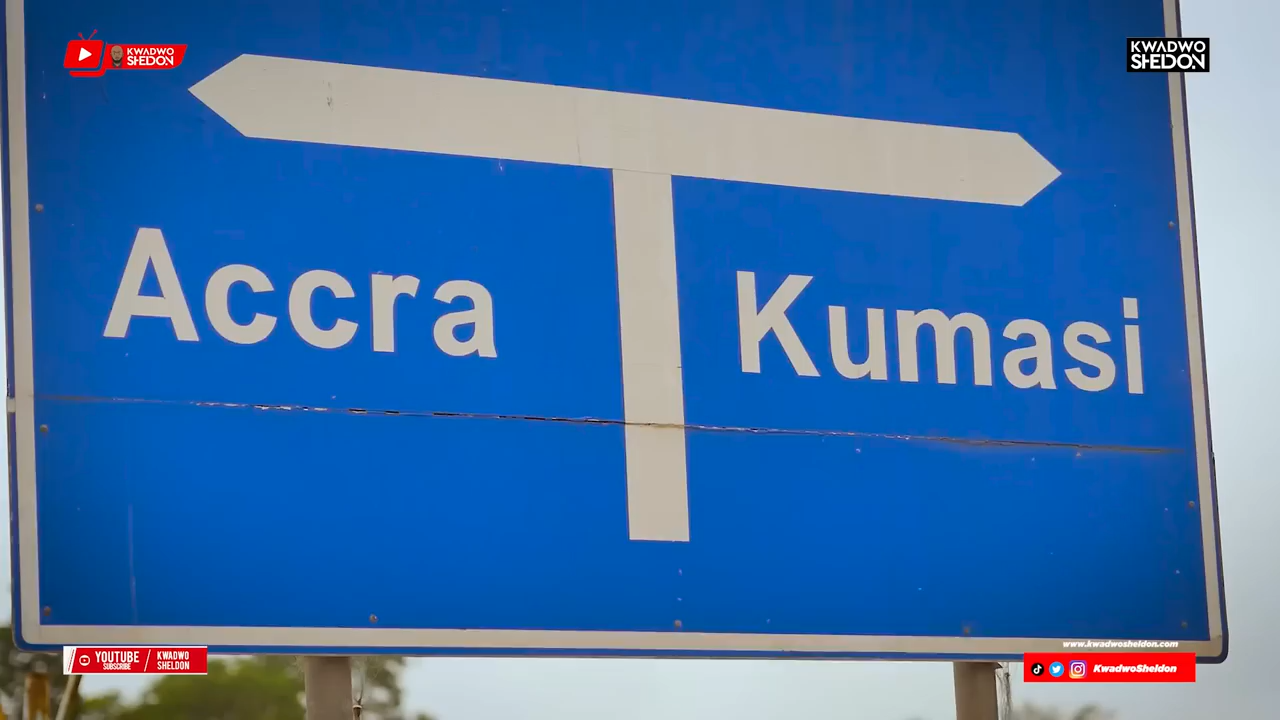 KWADWO
SHEDON
KWADWO
SHEDON
Accra
Kumasi
www.kwadwosheldon.com
YOUTUBE
SUBSCRIBE
KWADWO
SHELDON
KwadwoSheldon